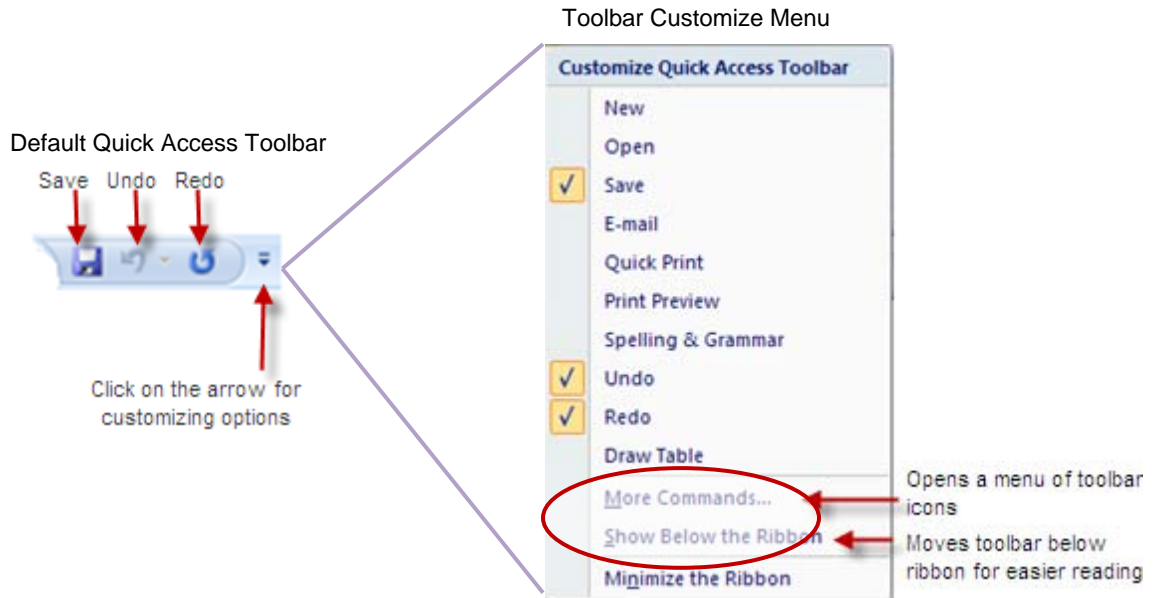 Toolbar Customize Menu
Default Quick Access Toolbar
Save Undo Redo
Click on the arrow for
customizing options
Customize Quick Access Toolbar
New
Open
Save
E-mail
Quick Print
Print Preview
Spelling & Grammar
Undo
Redo
Draw Table
More Commands...
Show Below the Ribbon
Minimize the Ribbon
Opens a menu of toolbar
icons
Moves toolbar below
ribbon for easier reading